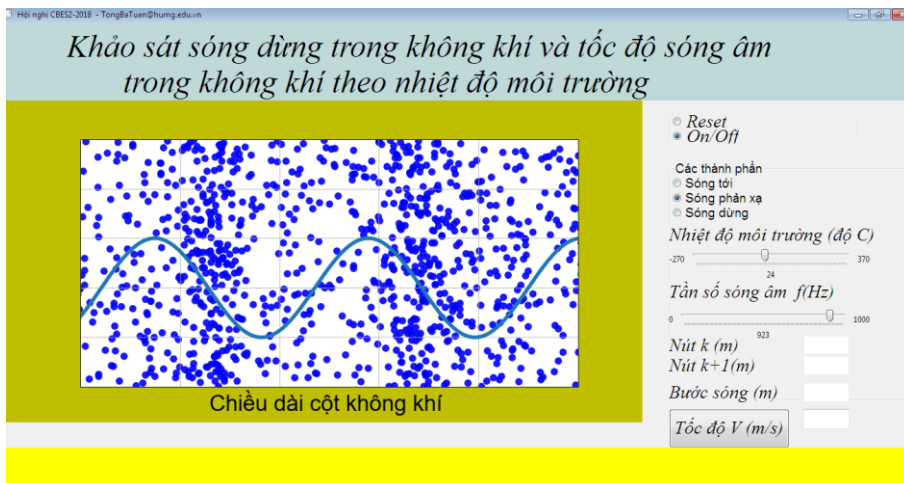 Hội nghị CBES2-2018 - TongBaTuan@humg.edu.vn
Khảo sát sóng dừng trong không khí và tốc độ sóng âm
trong không khí theo nhiệt độ môi trường
Reset
On/Off
Các thành phần
Sóng tới
Sóng phản xạ
Sóng dừng
Nhiệt độ môi trường (độ C)
-270 370
24
Tần số sóng âm f(Hz)
0 1000
923
Nút k (m)
Nút k+1(m)
Bước sóng (m)
Tốc độ V (m/s)
Chiều dài cột không khí